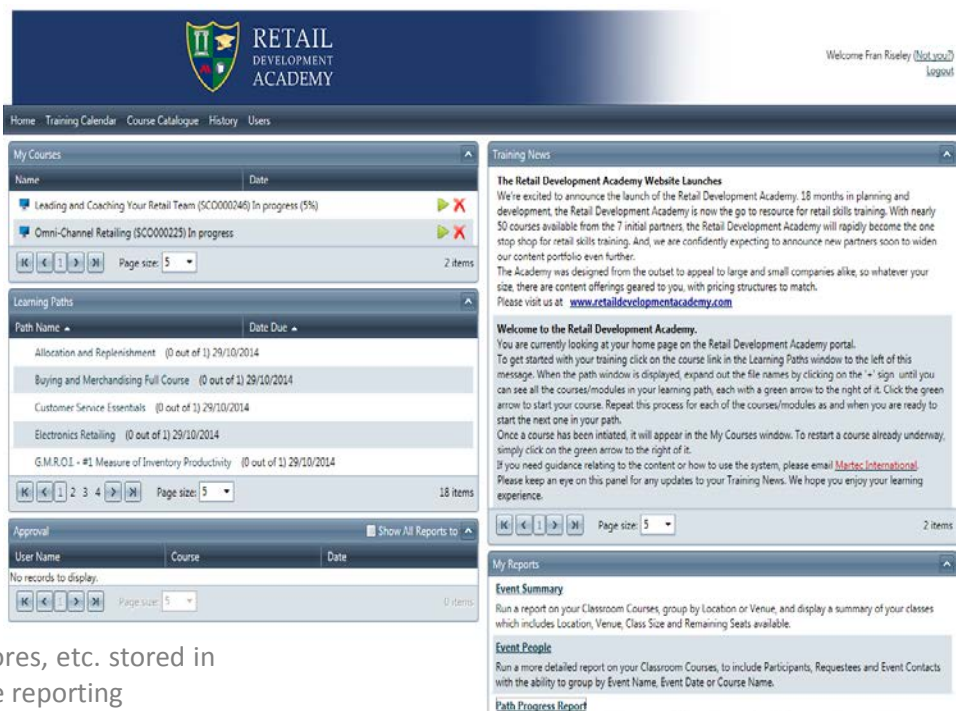 RETAIL
DEVELOPMENT
ACADEMY
Welcome Fran Riseley (Not you?)
Logout
Home Training Calendar Course Catalogue History Users
My Courses
Name Date
Leading and Coaching Your Retail Team (SCO000246) In progress (5%)
Omni-Channel Retailing (SCO000225) In progress
1 Page size: 5 2 items
Learning Paths
Path Name Date Due
Allocation and Replenishment (0 out of 1) 29/10/2014
Buying and Merchandising Full Course (0 out of 1) 29/10/2014
Customer Service Essentials (0 out of 1) 29/10/2014
Electronics Retailing (0 out of 1) 29/10/2014
G.M.R.O.I. - #1 Measure of Inventory Productivity (0 out of 1) 29/10/2014
1 2 3 4 Page size: 5 18 items
Approval Show All Reports to
User Name Course Date
No records to display.
1 Page size: 5 0 items
ores, etc. stored in
e reporting
Training News
The Retail Development Academy Website Launches
We're excited to announce the launch of the Retail Development Academy. 18 months in planning and
development, the Retail Development Academy is now the go to resource for retail skills training. With nearly
50 courses available from the 7 initial partners, the Retail Development Academy will rapidly become the one
stop shop for retail skills training. And, we are confidently expecting to announce new partners soon to widen
our content portfolio even further.
The Academy was designed from the outset to appeal to large and small companies alike, so whatever your
size, there are content offerings geared to you, with pricing structures to match.
Please visit us at www.retaildevelopmentacademy.com
Welcome to the Retail Development Academy.
You are currently looking at your home page on the Retail Development Academy portal.
To get started with your training click on the course link in the Learning Paths window to the left of this
message. When the path window is displayed, expand out the file names by clicking on the '+' sign until you
can see all the courses/modules in your learning path, each with a green arrow to the right of it. Click the green
arrow to start your course. Repeat this process for each of the courses/modules as and when you are ready to
start the next one in your path.
Once a course has been intiated, it will appear in the My Courses window. To restart a course already underway,
simply click on the green arrow to the right of it.
If you need guidance relating to the content or how to use the system, please email Martec International.
Please keep an eye on this panel for any updates to your Training News. We hope you enjoy your learning
experience.
1 Page size: 5 2 items
My Reports
Event Summary
Run a report on your Classroom Courses, group by Location or Venue, and display a summary of your classes
which includes Location, Venue, Class Size and Remaining Seats available.
Event People
Run a more detailed report on your Classroom Courses, to include Participants, Requestees and Event Contacts
with the ability to group by Event Name, Event Date or Course Name.
Path Progress Report